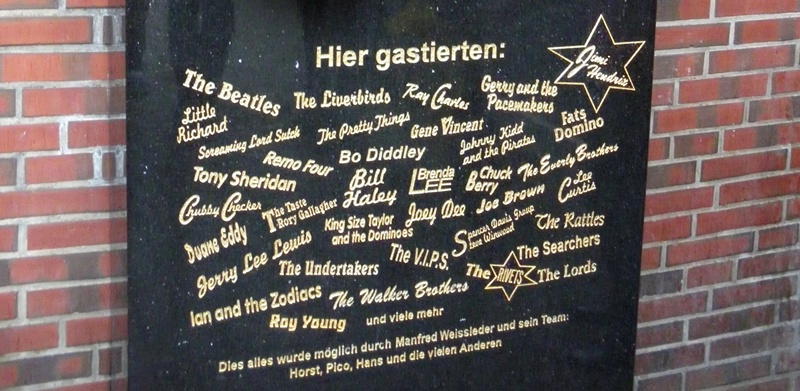 Hier gastierten:
Jimi Hendrix
The Beatles
The Liverbirds
Ray Charles
Gerry and the
Pacemakers
Little
Richard
Screaming Lord Sutch
The Pretty Things
Gene Vincent
Johnny Kidd
and the Pirates
Fats
Domino
Remo Four
Bo Diddley
Tony Sheridan
Bill
Haley
Brenda
LEE
Chuck
Berry
The Everly Brothers
Chubby Checker
The Taste
Rory Gallagher
King Size Taylor
and the Dominoes
Joey Dee
Joe Brown
Lee
Curtis
Duane Eddy
Jerry Lee Lewis
The V.I.P.S.
Spencer Davis Group
Steve Winwood
The Rattles
The Searchers
The Undertakers
The RIVETS
The Lords
Ian and the Zodiacs
The Walker Brothers
Roy Young
und viele mehr
Dies alles wurde möglich durch Manfred Weissleder und sein Team:
Horst, Pico, Hans und die vielen Anderen